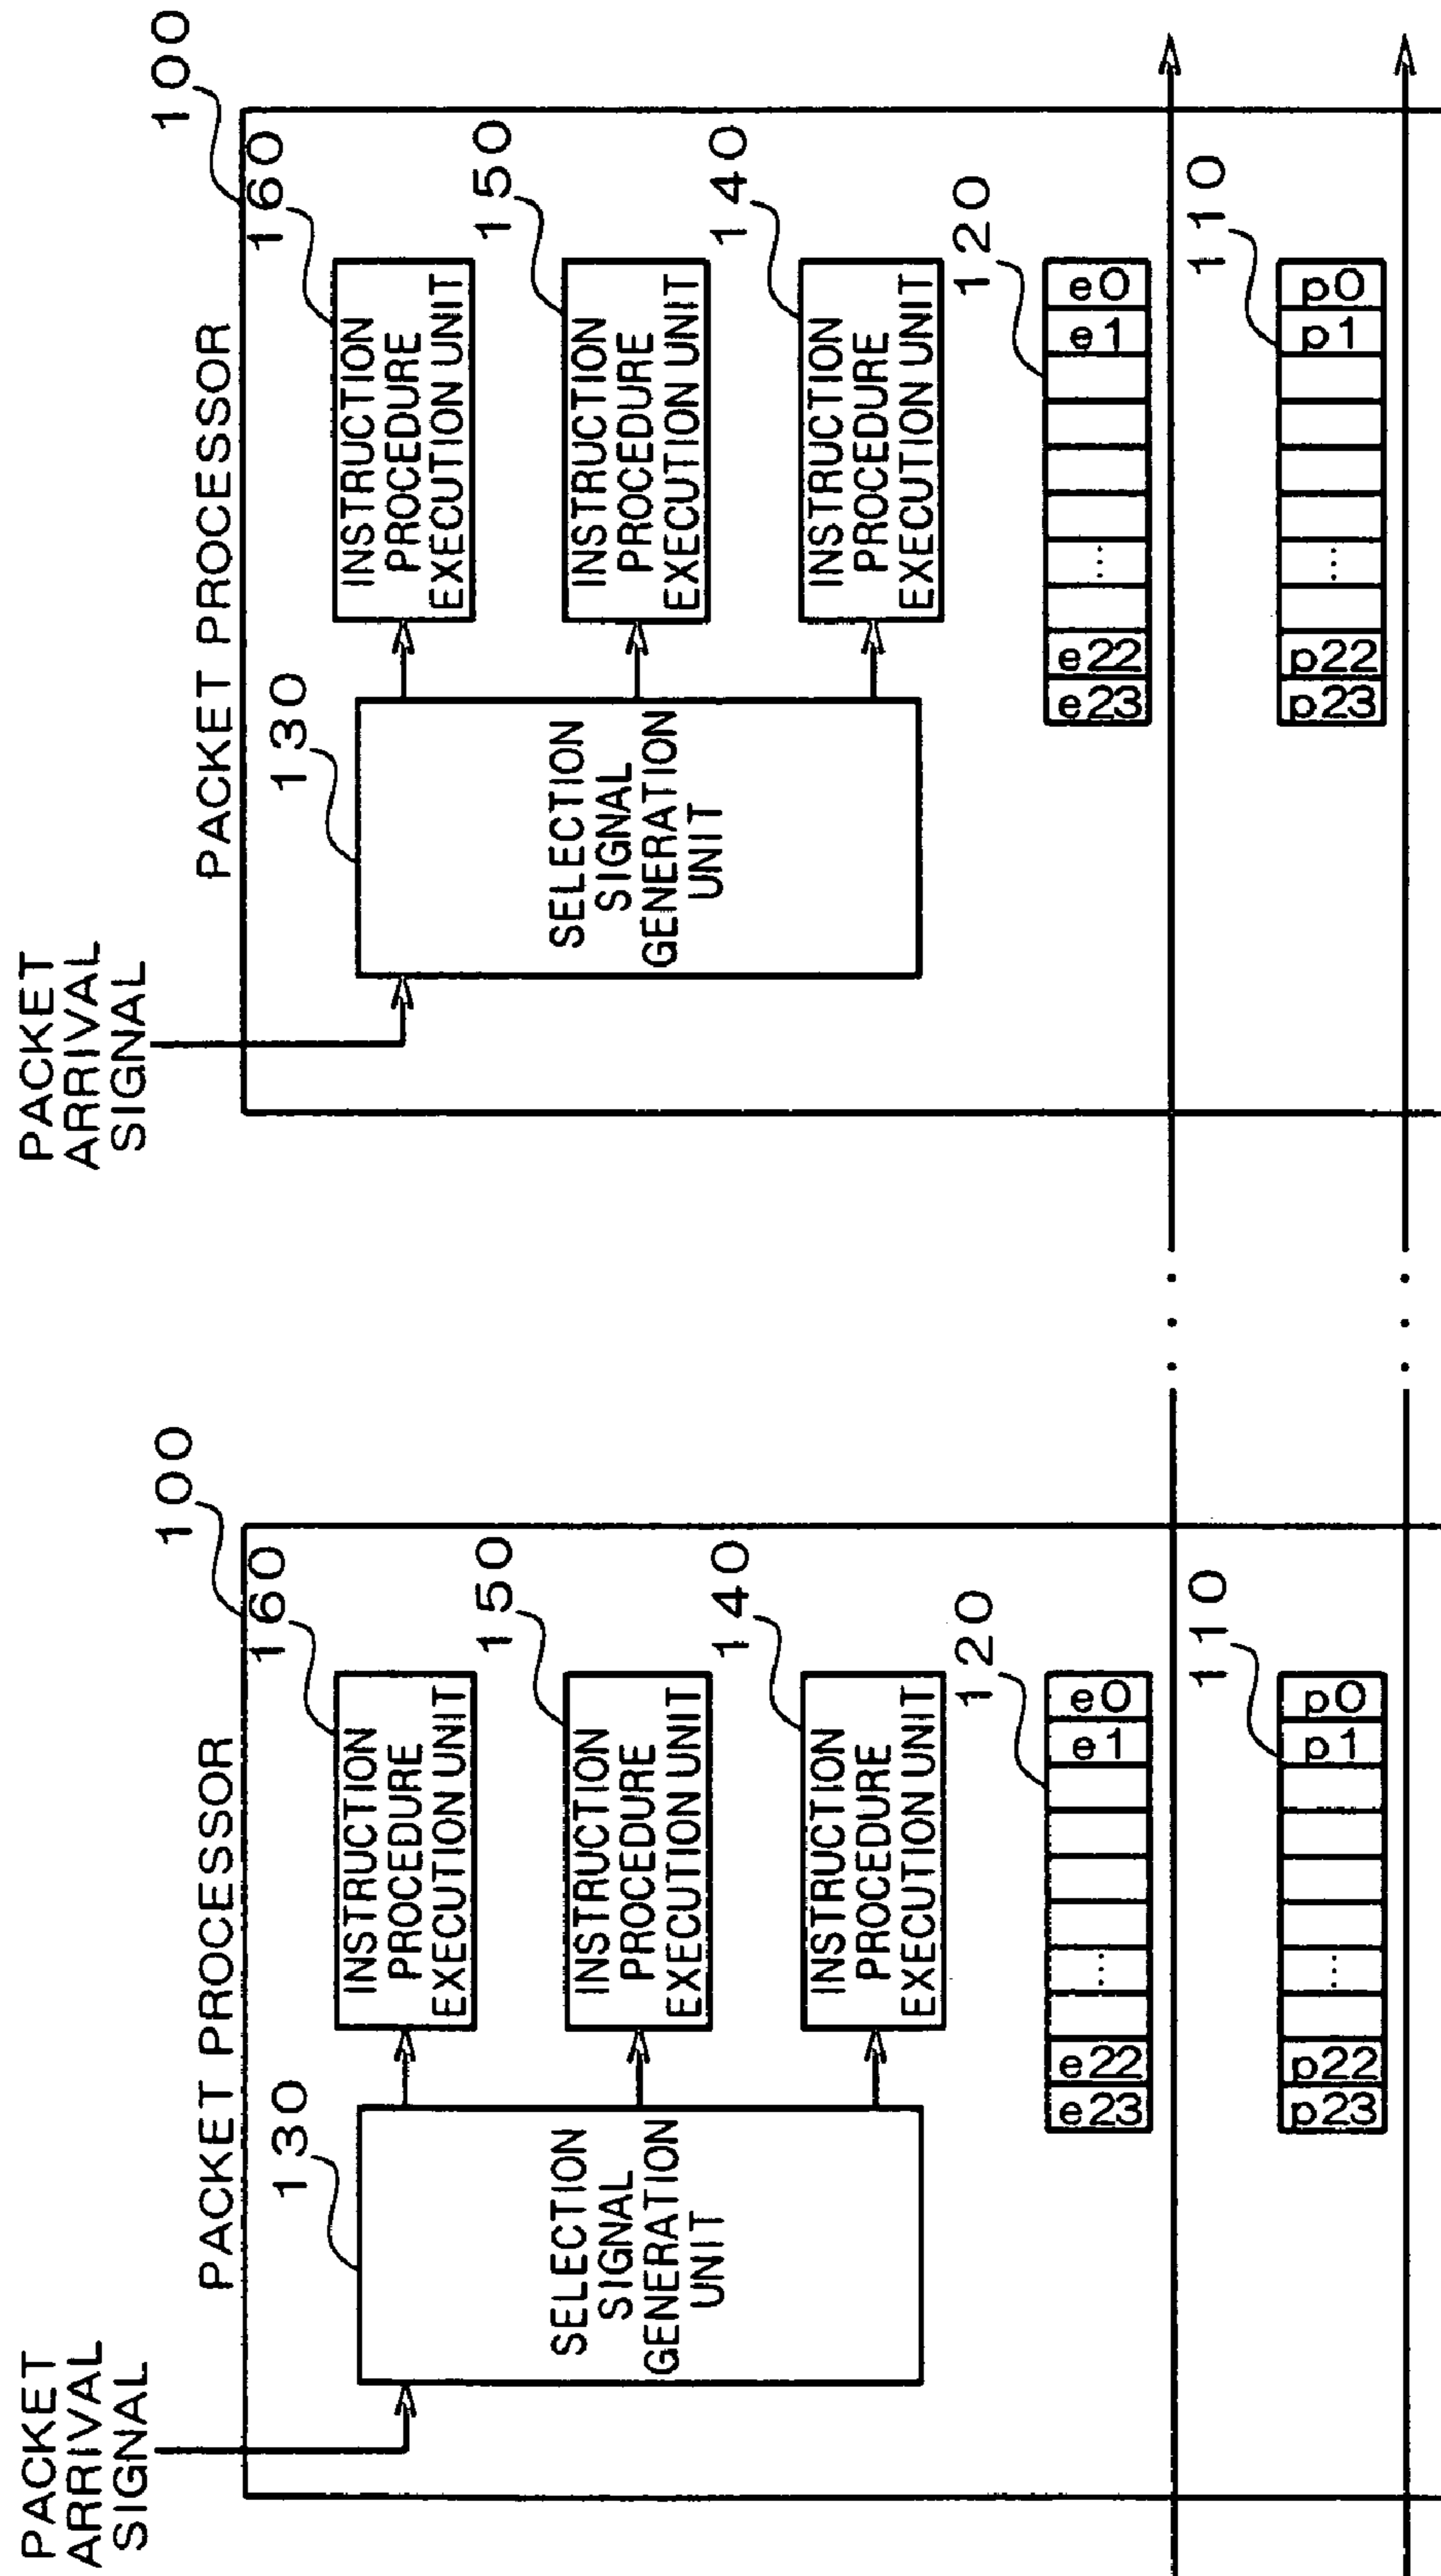 PACKET
ARRIVAL
SIGNAL
PACKET PROCESSOR
100
130
SELECTION
SIGNAL
GENERATION
UNIT
160
INSTRUCTION
PROCEDURE
EXECUTION UNIT
150
INSTRUCTION
PROCEDURE
EXECUTION UNIT
140
INSTRUCTION
PROCEDURE
EXECUTION UNIT
120
e23 e22 ... e1 e0
110
p23 p22 ... p1 p0
PACKET
ARRIVAL
SIGNAL
PACKET PROCESSOR
100
130
SELECTION
SIGNAL
GENERATION
UNIT
160
INSTRUCTION
PROCEDURE
EXECUTION UNIT
150
INSTRUCTION
PROCEDURE
EXECUTION UNIT
140
INSTRUCTION
PROCEDURE
EXECUTION UNIT
120
e23 e22 ... e1 e0
110
p23 p22 ... p1 p0